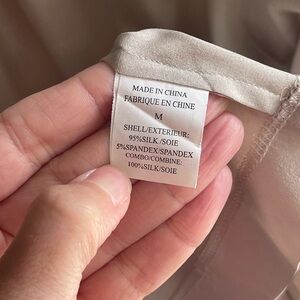 MADE IN CHINA
FABRIQUE EN CHINE
M
SHELL/EXTERIEUR:
95%SILK /SOIE
5%SPANDEX/SPANDEX
COMBO/COMBINE:
100%SILK/SOIE